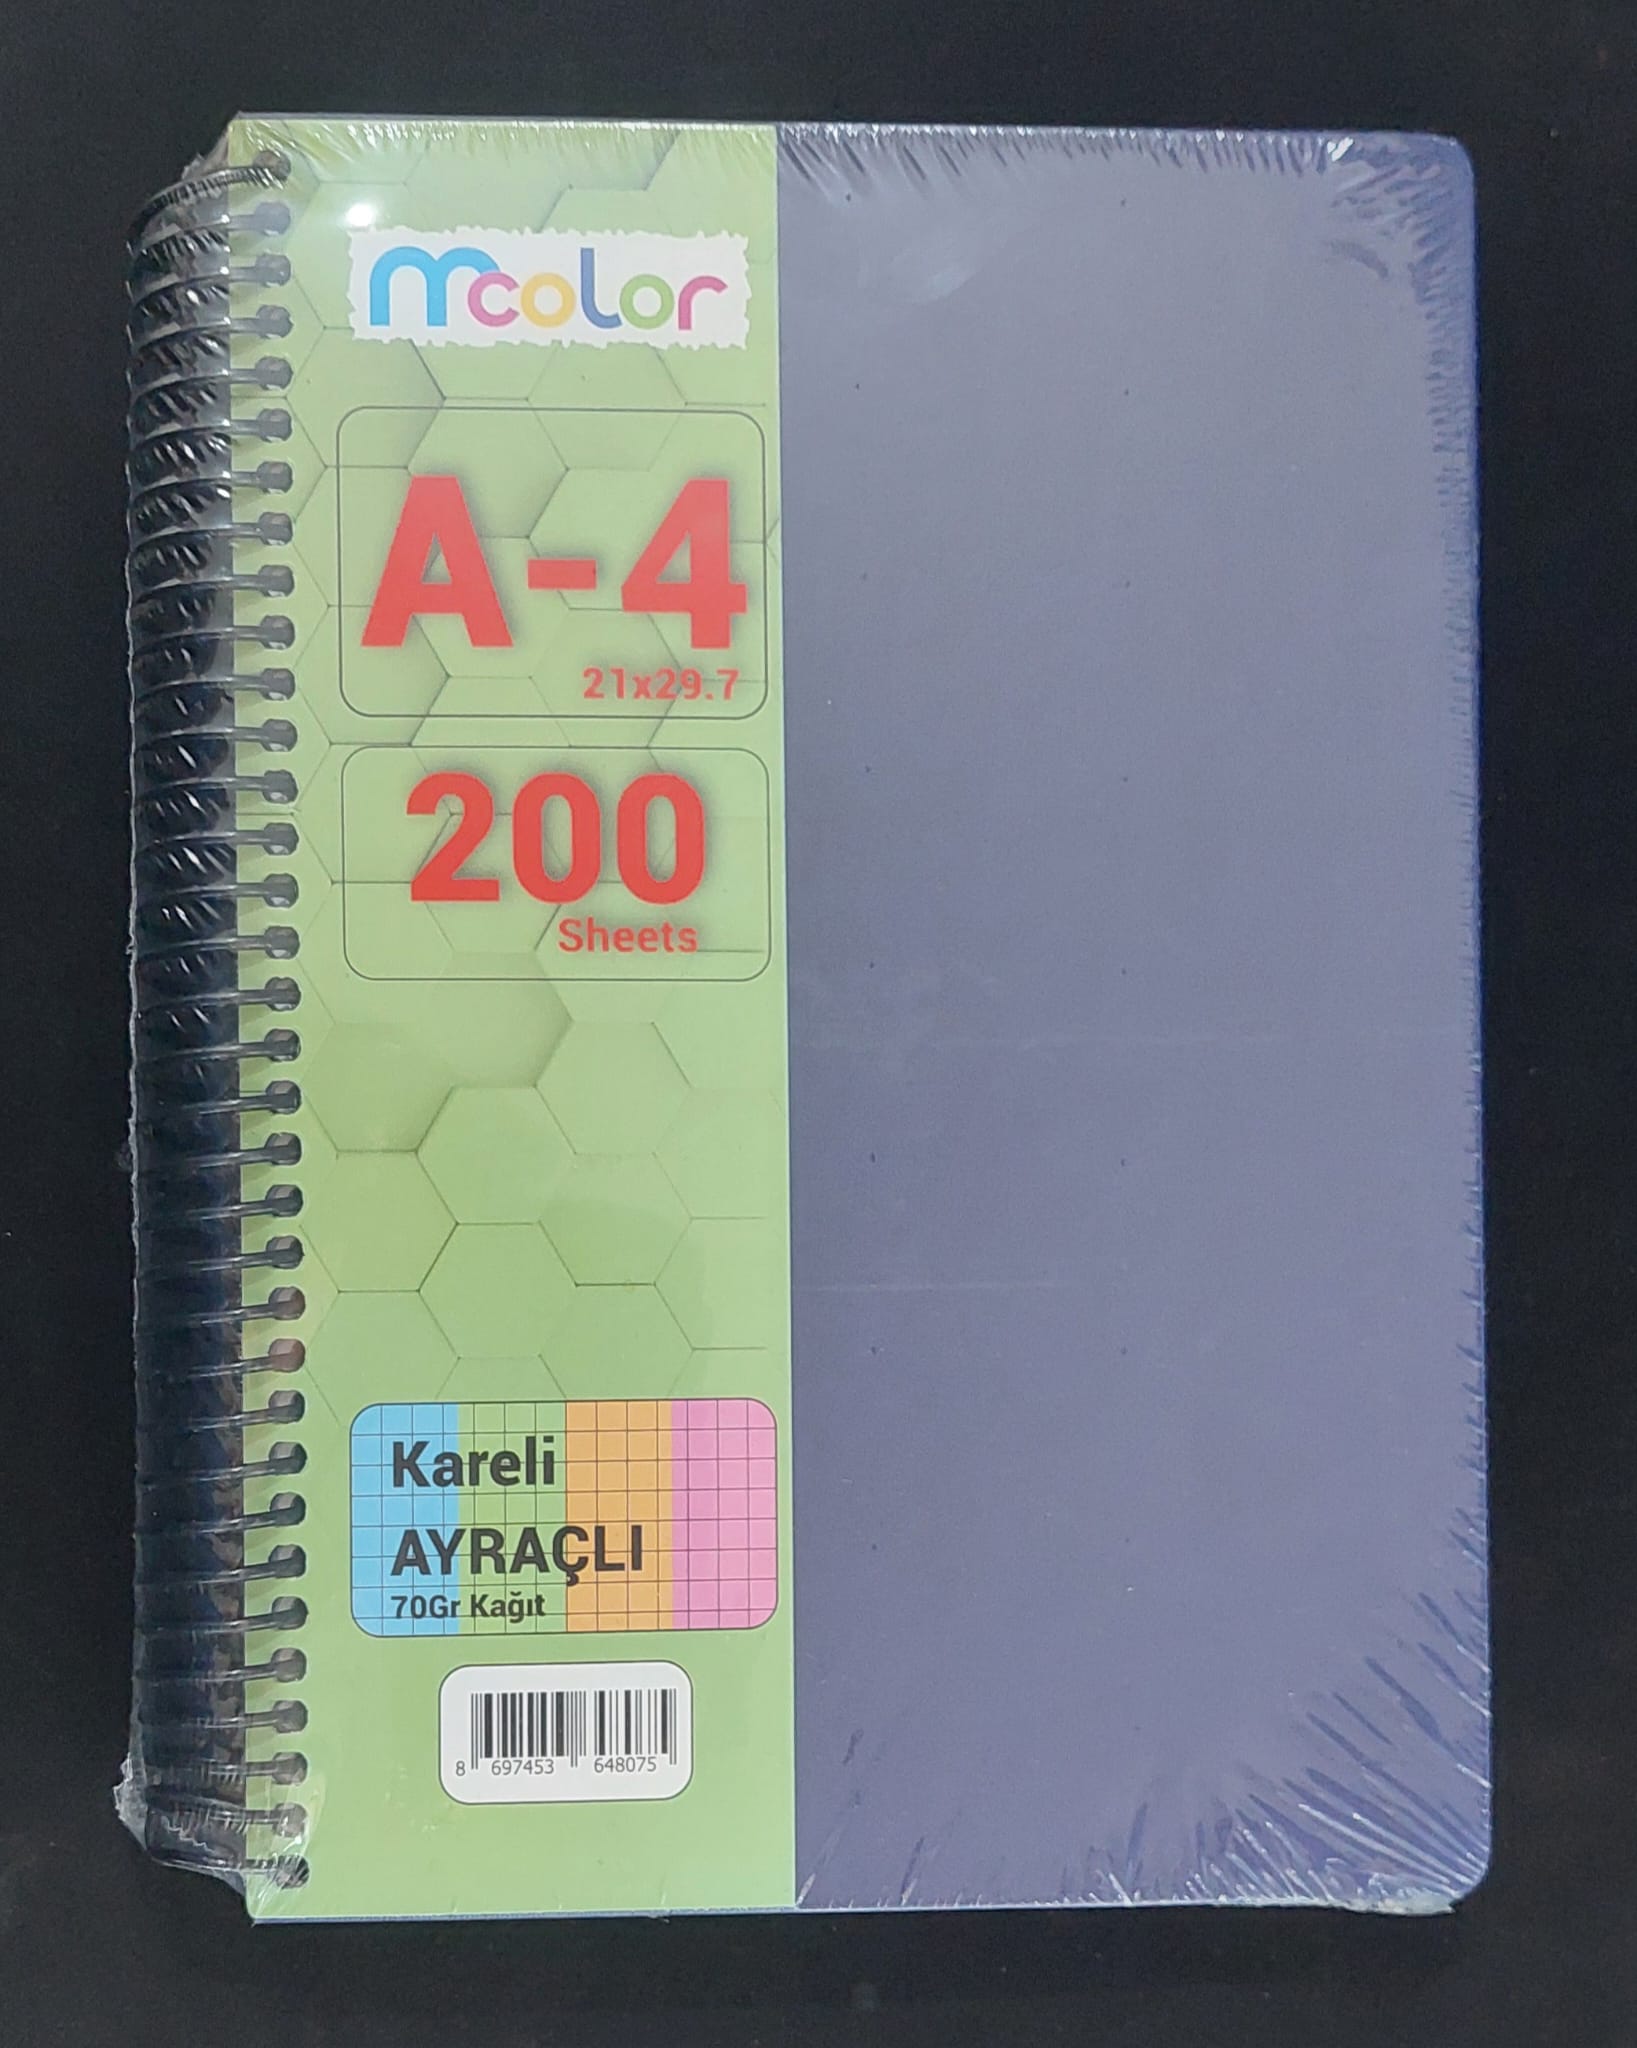 mcolor
A-4
21x29.7
200
Sheets
Kareli
AYRAÇLI
70Gr Kağıt
8 697453 648075